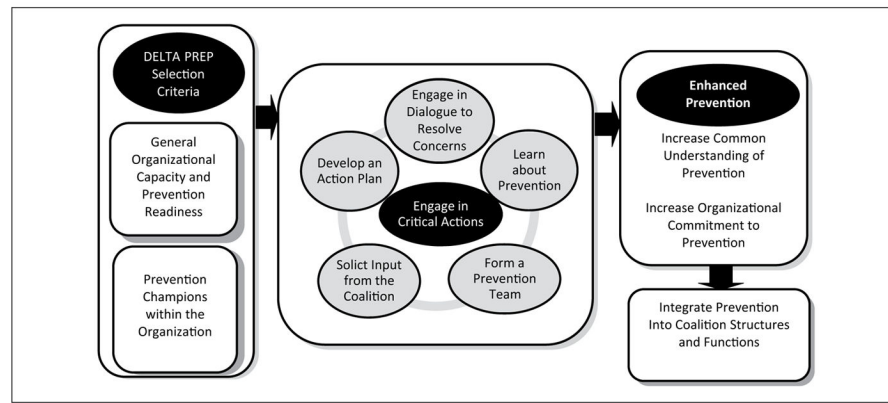 DELTA PREP
Selection
Criteria
General
Organizational
Capacity and
Prevention
Readiness
Prevention
Champions
within the
Organization
Engage in
Dialogue to
Resolve
Concerns
Develop an
Action Plan
Learn
about
Prevention
Engage in
Critical Actions
Solict Input
from the
Coalition
Form a
Prevention
Team
Enhanced
Prevention
Increase Common
Understanding of
Prevention
Increase Organizational
Commitment to
Prevention
Integrate Prevention
Into Coalition Structures
and Functions